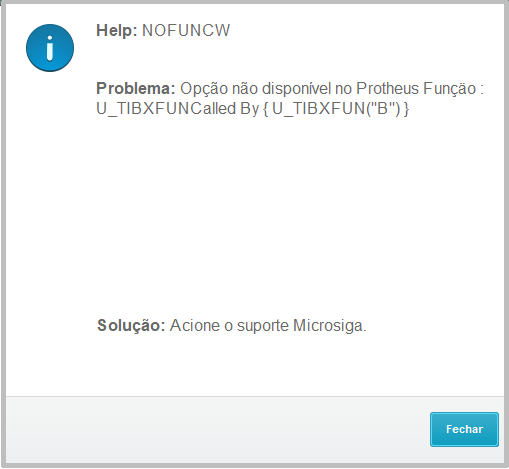 Help: NOFUNCW
Problema: Opção não disponível no Protheus Função :
U_TIBXFUNCalled By { U_TIBXFUN("B") }
Solução: Acione o suporte Microsiga.
Fechar